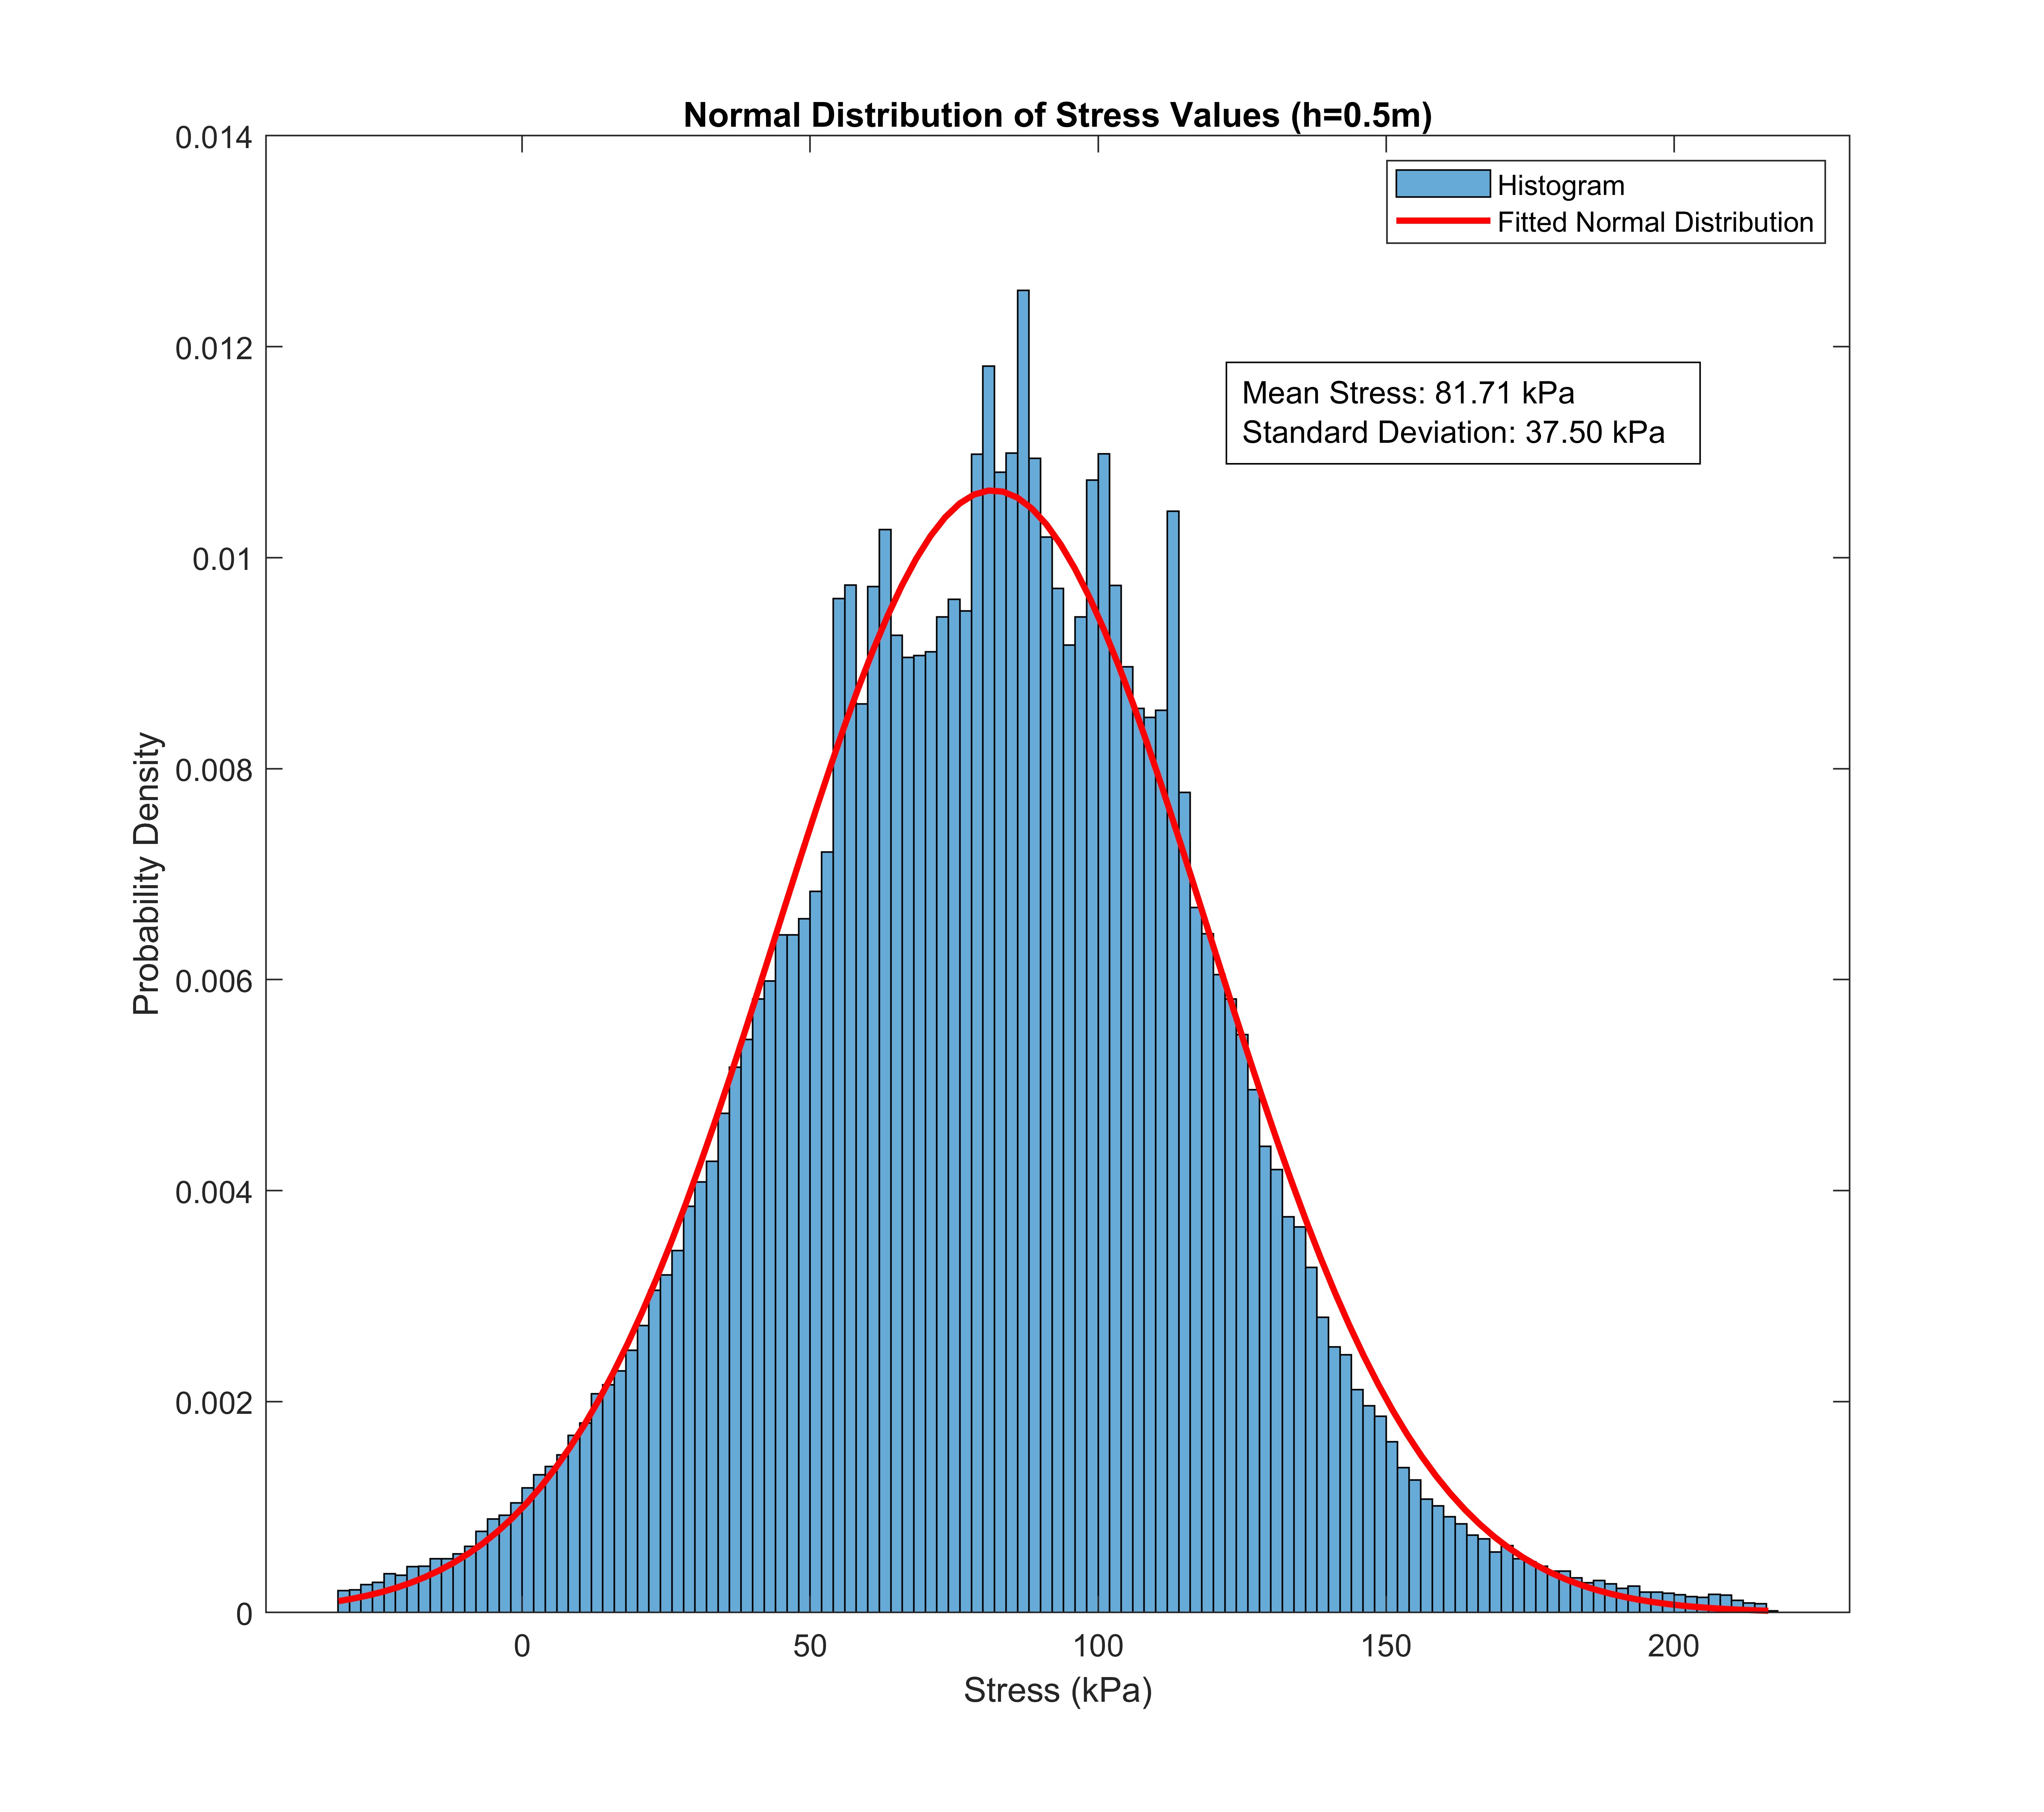 Normal Distribution of Stress Values (h=0.5m)
0.014
Histogram
Fitted Normal Distribution
0.012
Mean Stress: 81.71 kPa
Standard Deviation: 37.50 kPa
0.01
0.008
Probability Density
0.006
0.004
0.002
0
0 50 100 150 200
Stress (kPa)